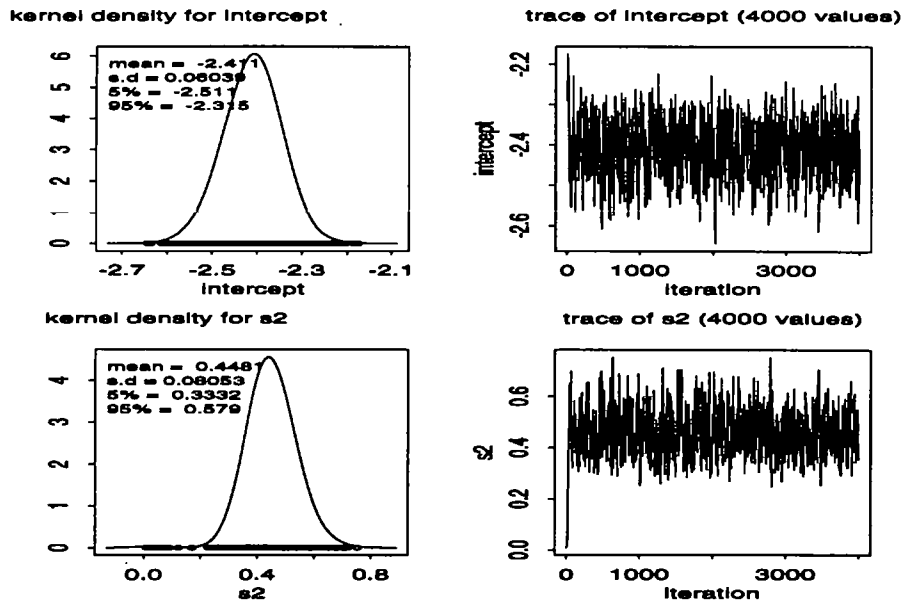 kernel density for intercept
mean = -2.411
s.d = 0.06039
5% = -2.511
95% = -2.315
0 1 2 3 4 5 6
-2.7 -2.5 -2.3 -2.1
intercept
trace of intercept (4000 values)
intercept
-2.6 -2.4 -2.2
0 1000 3000
iteration
kernel density for s2
mean = 0.4481
s.d = 0.08053
5% = 0.3332
95% = 0.579
0 1 2 3 4
0.0 0.4 0.8
s2
trace of s2 (4000 values)
s2
0.0 0.2 0.4 0.6
0 1000 3000
iteration